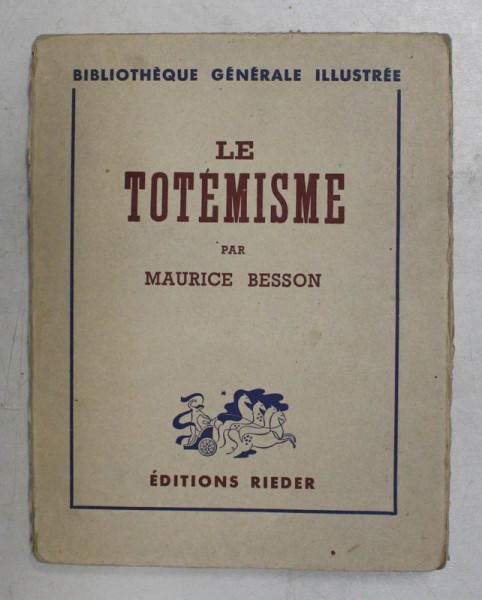 BIBLIOTHÈQUE GÉNÉRALE ILLUSTRÉE
LE
TOTÉMISME
PAR
MAURICE BESSON
ÉDITIONS RIEDER